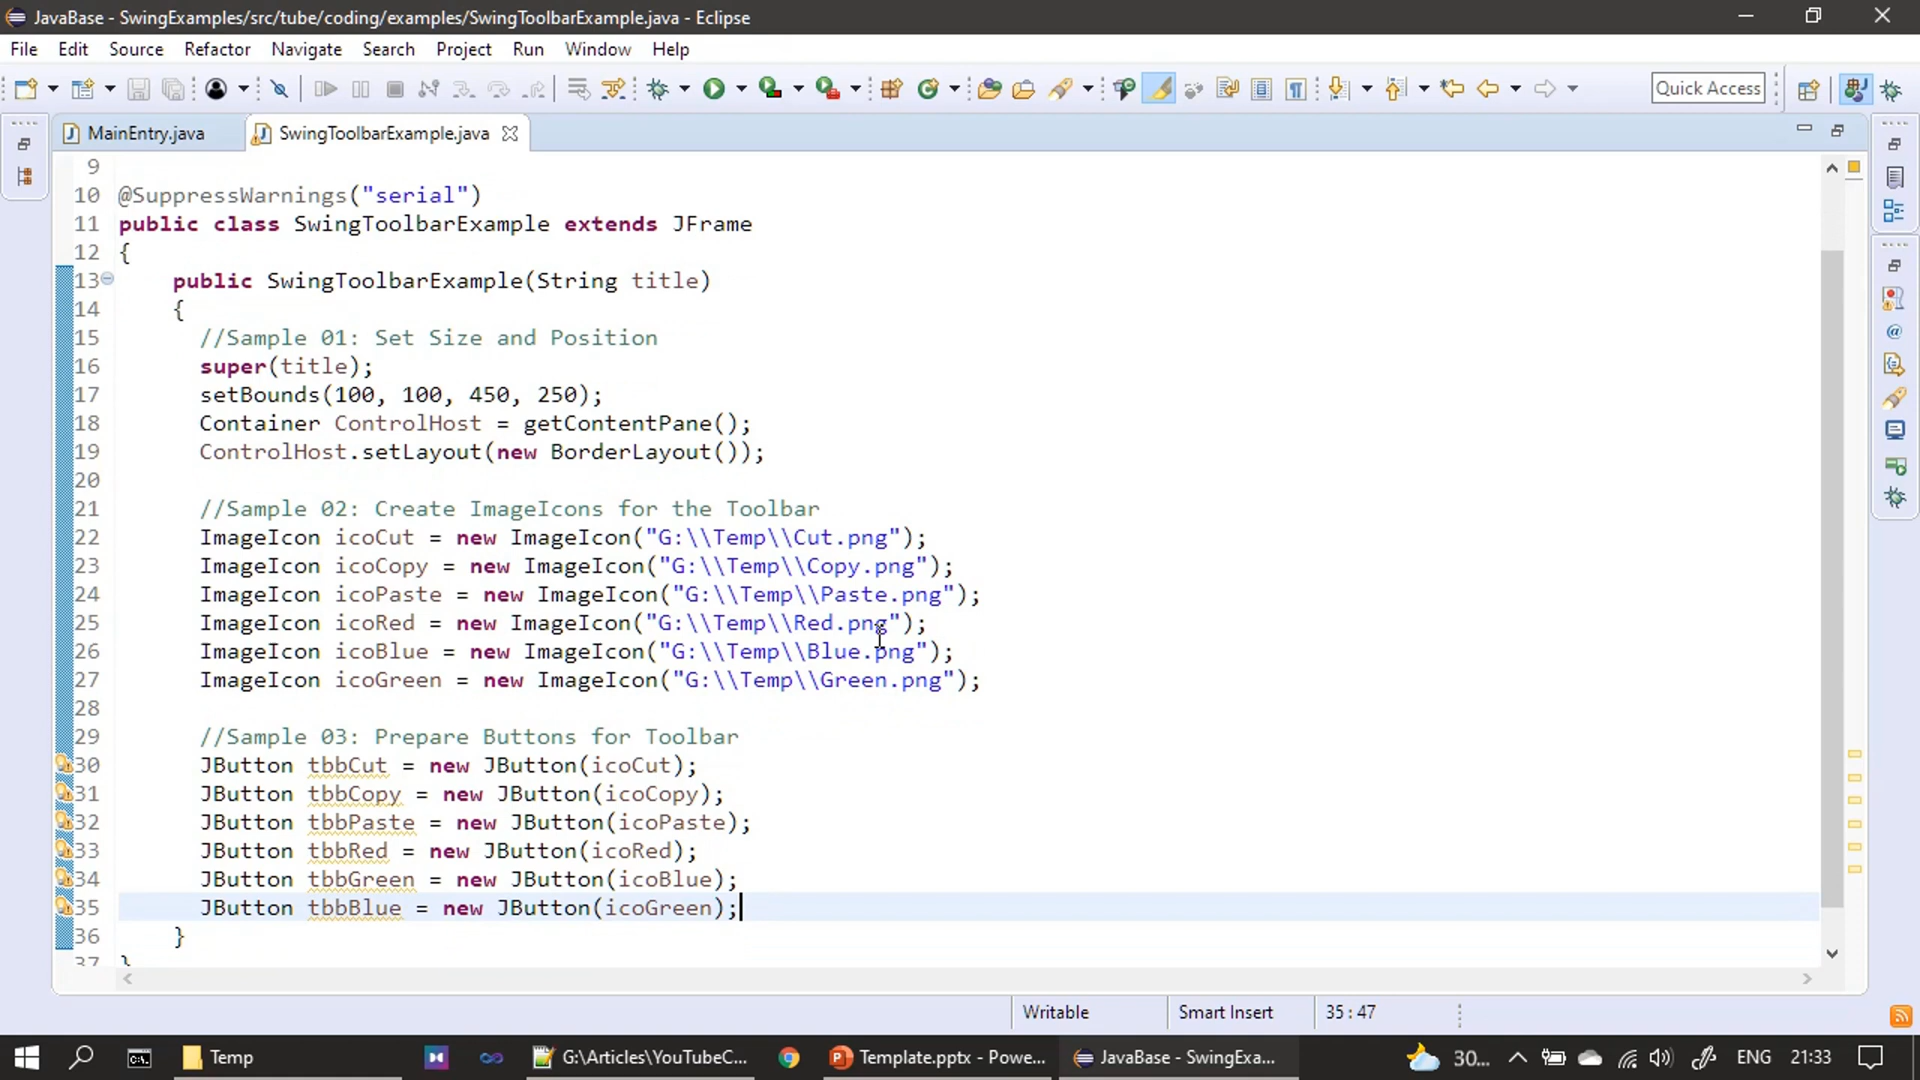 JavaBase - SwingExamples/src/tube/coding/examples/SwingToolbarExample.java - Eclipse
File Edit Source Refactor Navigate Search Project Run Window Help
Quick Access
MainEntry.java SwingToolbarExample.java
9
10 @SuppressWarnings("serial")
11 public class SwingToolbarExample extends JFrame
12 {
13 public SwingToolbarExample(String title)
14 {
15 //Sample 01: Set Size and Position
16 super(title);
17 setBounds(100, 100, 450, 250);
18 Container ControlHost = getContentPane();
19 ControlHost.setLayout(new BorderLayout());
20
21 //Sample 02: Create ImageIcons for the Toolbar
22 ImageIcon icoCut = new ImageIcon("G:\\Temp\\Cut.png");
23 ImageIcon icoCopy = new ImageIcon("G:\\Temp\\Copy.png");
24 ImageIcon icoPaste = new ImageIcon("G:\\Temp\\Paste.png");
25 ImageIcon icoRed = new ImageIcon("G:\\Temp\\Red.png");
26 ImageIcon icoBlue = new ImageIcon("G:\\Temp\\Blue.png");
27 ImageIcon icoGreen = new ImageIcon("G:\\Temp\\Green.png");
28
29 //Sample 03: Prepare Buttons for Toolbar
30 JButton tbbCut = new JButton(icoCut);
31 JButton tbbCopy = new JButton(icoCopy);
32 JButton tbbPaste = new JButton(icoPaste);
33 JButton tbbRed = new JButton(icoRed);
34 JButton tbbGreen = new JButton(icoBlue);
35 JButton tbbBlue = new JButton(icoGreen);
36 }
37 }
Writable Smart Insert 35 : 47
Temp G:\Articles\YouTubeC... Template.pptx - Powe... JavaBase - SwingExa... 30... ENG 21:33